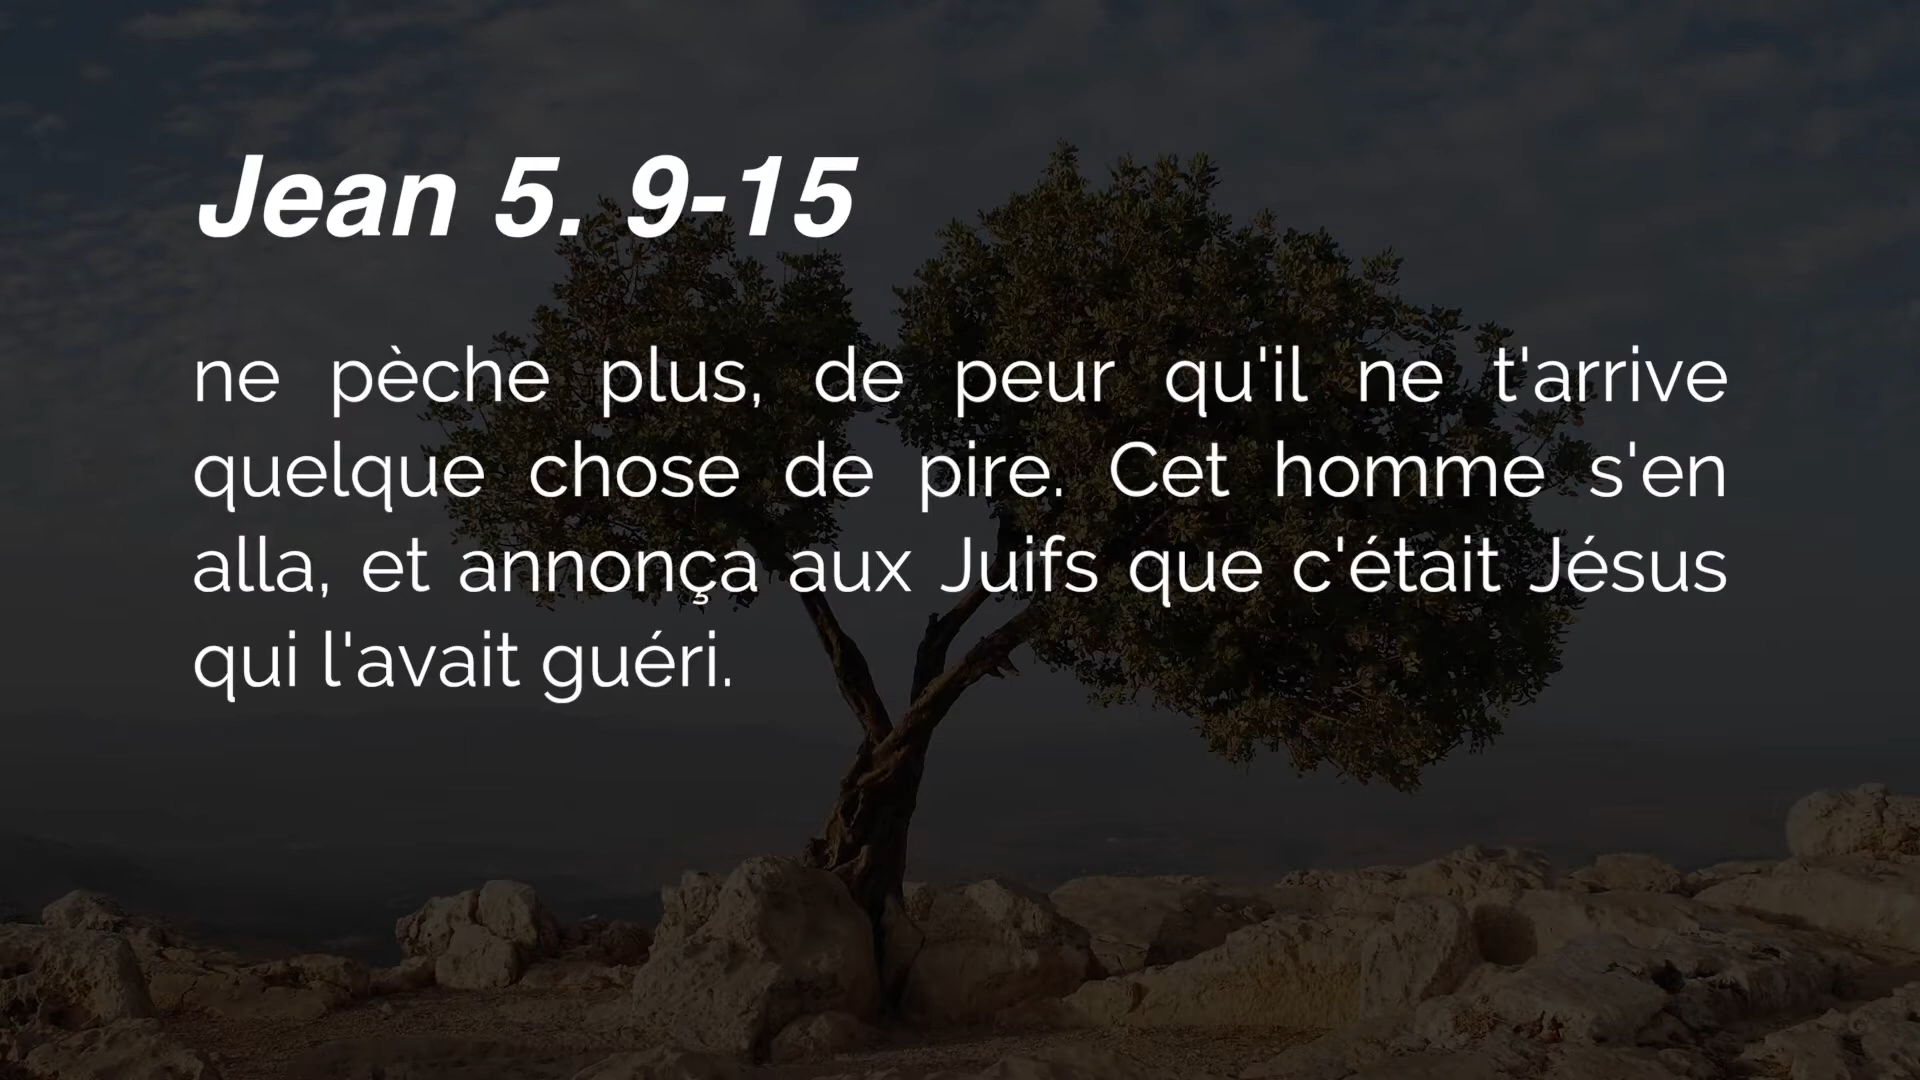 Jean 5. 9-15
ne pèche plus, de peur qu'il ne t'arrive
quelque chose de pire. Cet homme s'en
alla, et annonça aux Juifs que c'était Jésus
qui l'avait guéri.